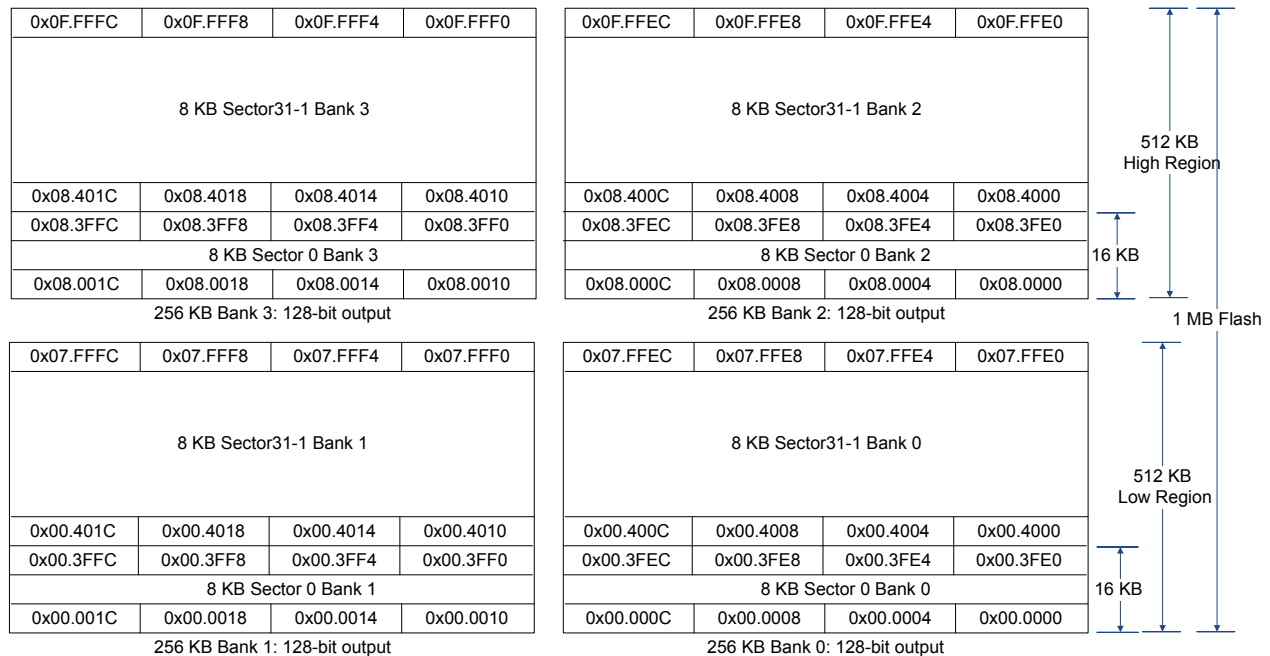 0x0F.FFFC 0x0F.FFF8 0x0F.FFF4 0x0F.FFF0 0x0F.FFEC 0x0F.FFE8 0x0F.FFE4 0x0F.FFE0
8 KB Sector31-1 Bank 3 8 KB Sector31-1 Bank 2
512 KB
High Region
0x08.401C 0x08.4018 0x08.4014 0x08.4010 0x08.400C 0x08.4008 0x08.4004 0x08.4000
0x08.3FFC 0x08.3FF8 0x08.3FF4 0x08.3FF0 0x08.3FEC 0x08.3FE8 0x08.3FE4 0x08.3FE0
8 KB Sector 0 Bank 3 8 KB Sector 0 Bank 2 16 KB
0x08.001C 0x08.0018 0x08.0014 0x08.0010 0x08.000C 0x08.0008 0x08.0004 0x08.0000
256 KB Bank 3: 128-bit output 256 KB Bank 2: 128-bit output
1 MB Flash
0x07.FFFC 0x07.FFF8 0x07.FFF4 0x07.FFF0 0x07.FFEC 0x07.FFE8 0x07.FFE4 0x07.FFE0
8 KB Sector31-1 Bank 1 8 KB Sector31-1 Bank 0
512 KB
Low Region
0x00.401C 0x00.4018 0x00.4014 0x00.4010 0x00.400C 0x00.4008 0x00.4004 0x00.4000
0x00.3FFC 0x00.3FF8 0x00.3FF4 0x00.3FF0 0x00.3FEC 0x00.3FE8 0x00.3FE4 0x00.3FE0
8 KB Sector 0 Bank 1 8 KB Sector 0 Bank 0 16 KB
0x00.001C 0x00.0018 0x00.0014 0x00.0010 0x00.000C 0x00.0008 0x00.0004 0x00.0000
256 KB Bank 1: 128-bit output 256 KB Bank 0: 128-bit output